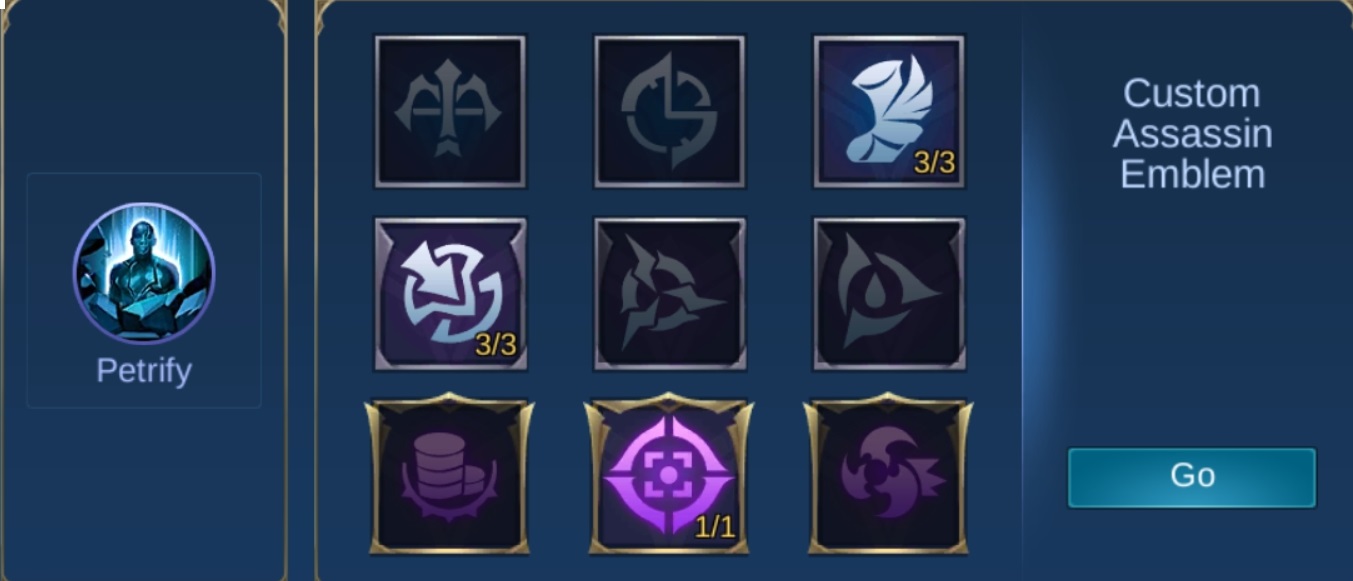 Petrify
3/3
3/3
1/1
Custom
Assassin
Emblem
Go